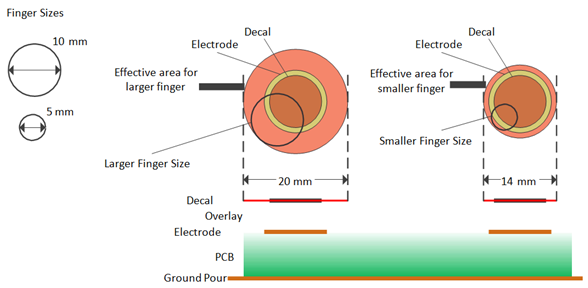 Finger Sizes
10 mm
5 mm
Decal
Electrode
Effective area for
larger finger
Larger Finger Size
20 mm
Decal
Electrode
Effective area for
smaller finger
Smaller Finger Size
14 mm
Decal
Overlay
Electrode
PCB
Ground Pour